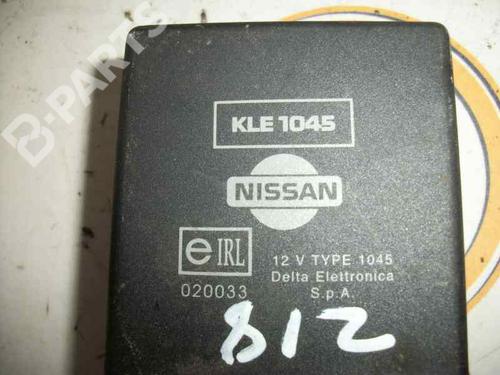 B-PARTS
KLE 1045
NISSAN
e IRL
020033
12 V TYPE 1045
Delta Elettronica
S.p.A.
812